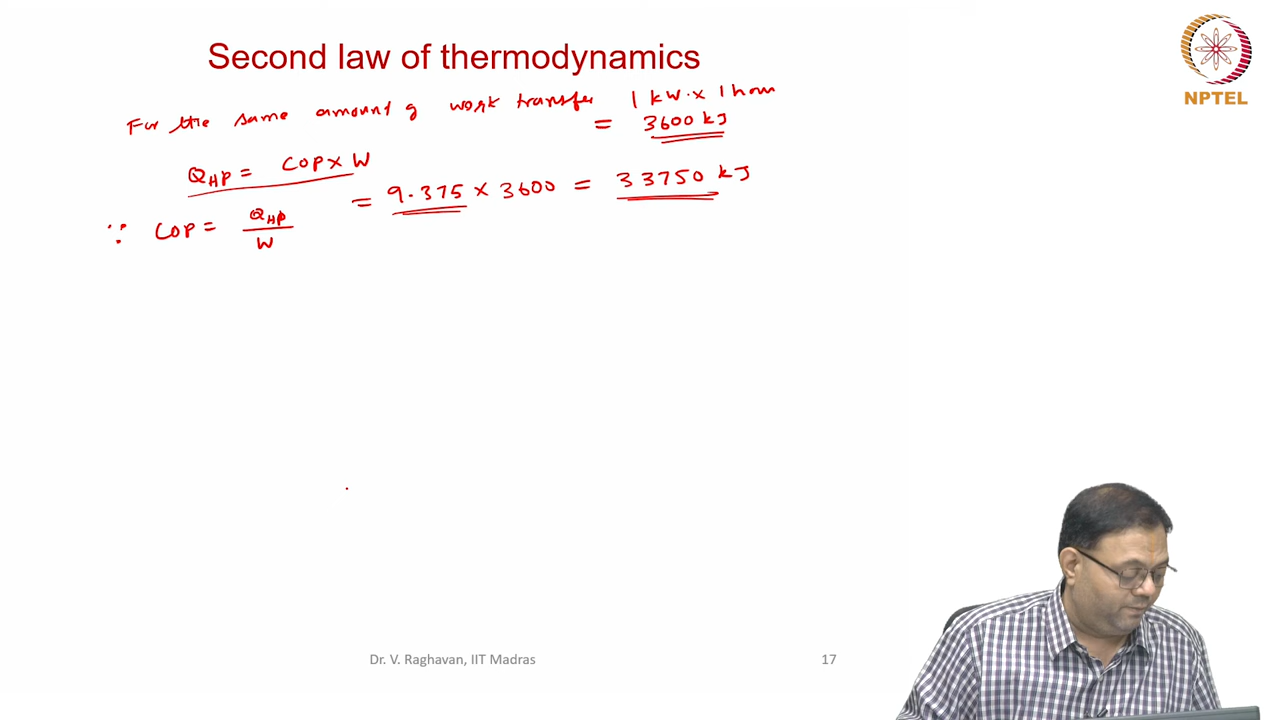 Second law of thermodynamics
NPTEL
For the same amount of work transfer 1 kW. x 1 hour
= 3600 kJ
QHP = COP x W
= 9.375 x 3600 = 33750 kJ
∵ COP = QHP / W
Dr. V. Raghavan, IIT Madras
17